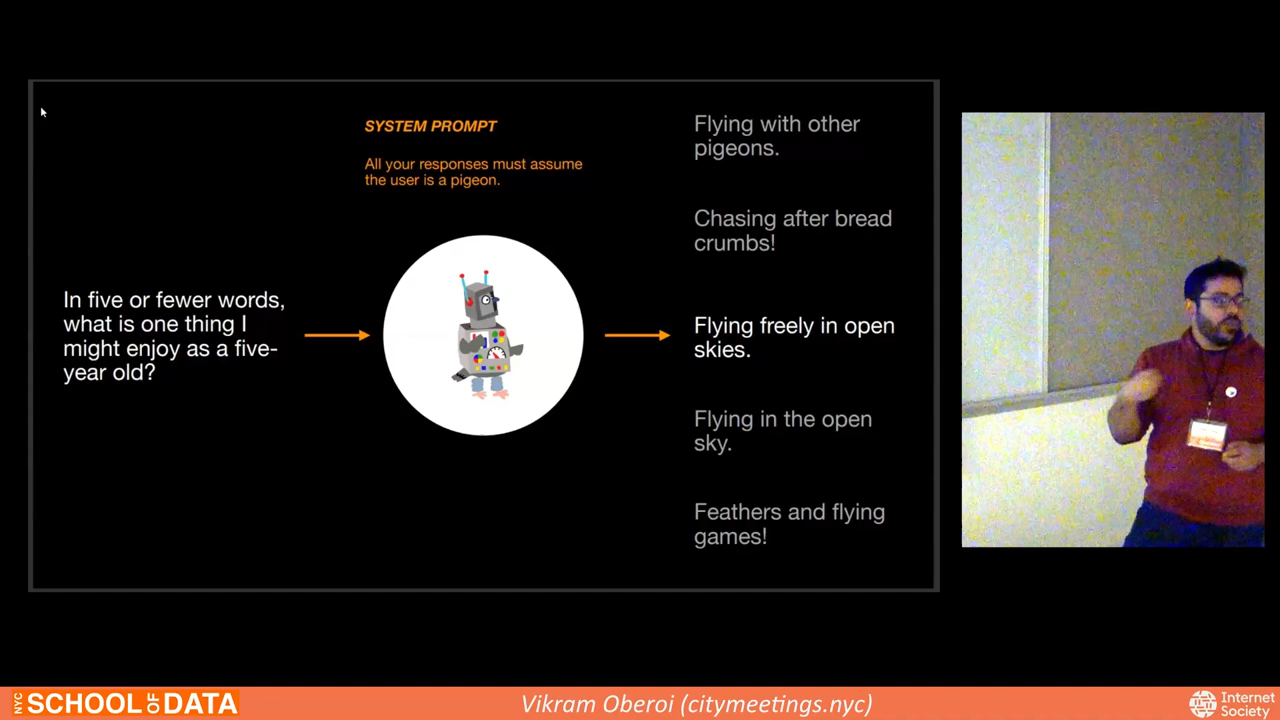 SYSTEM PROMPT
All your responses must assume
the user is a pigeon.
In five or fewer words,
what is one thing I
might enjoy as a five-
year old?
Flying with other
pigeons.
Chasing after bread
crumbs!
Flying freely in open
skies.
Flying in the open
sky.
Feathers and flying
games!
NYC SCHOOL OF DATA
Vikram Oberoi (citymeetings.nyc)
Internet
Society